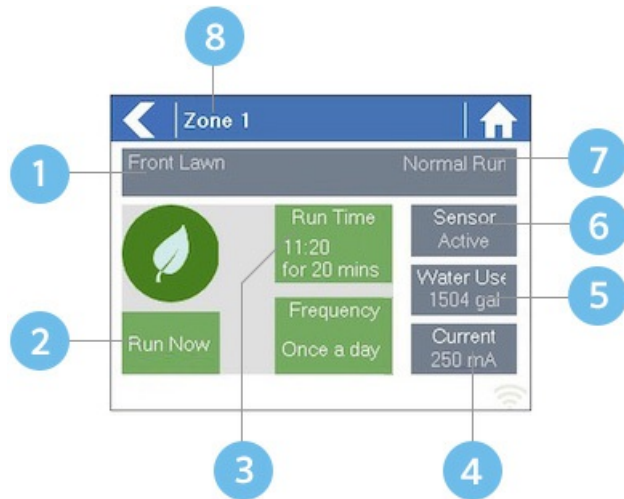 8
Zone 1
1
Front Lawn
Normal Run
7
Run Time
11:20
for 20 mins
Sensor
Active
6
Water Use
1504 gal
5
2
Run Now
Frequency
Once a day
Current
250 mA
3
4